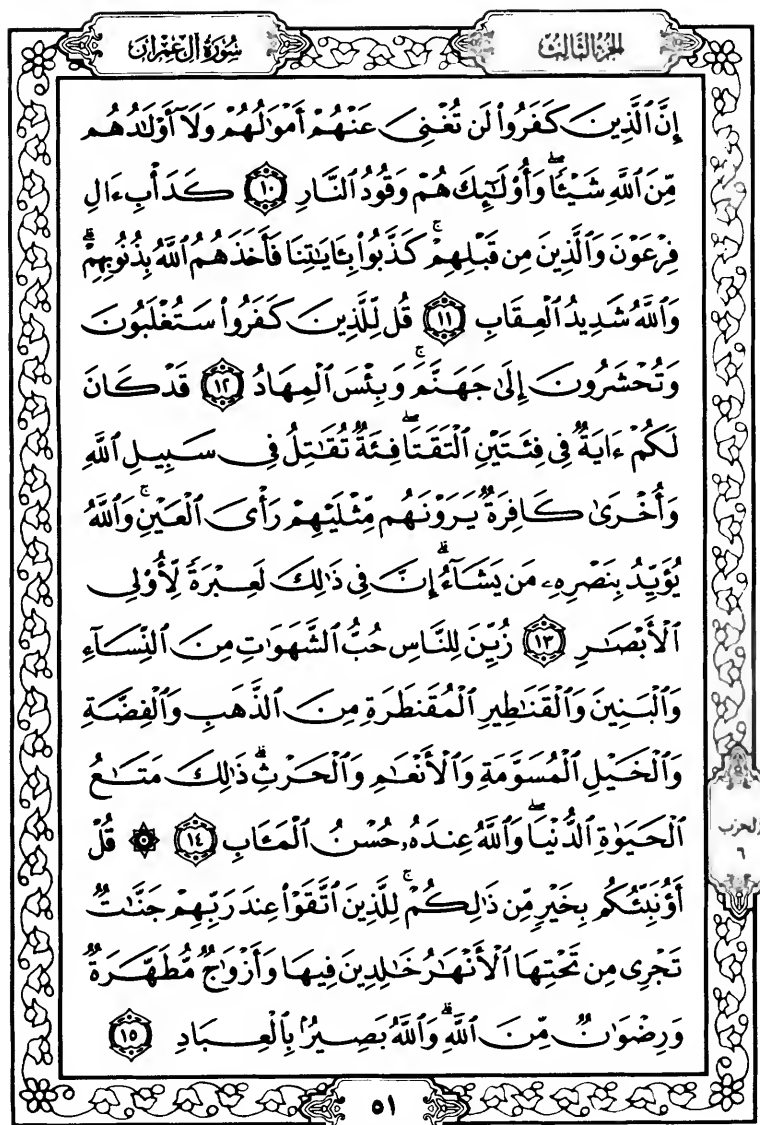 سُورَةُ آلِ عِمْرَانَ
الجُزْءُ الثَّالِثُ
إِنَّ ٱلَّذِينَ كَفَرُوا۟ لَن تُغْنِىَ عَنْهُمْ أَمْوَٰلُهُمْ وَلَآ أَوْلَٰدُهُم
مِّنَ ٱللَّهِ شَيْـًٔاۖ وَأُو۟لَٰٓئِكَ هُمْ وَقُودُ ٱلنَّارِ ١٠ كَدَأْبِ ءَالِ
فِرْعَوْنَ وَٱلَّذِينَ مِن قَبْلِهِمْۚ كَذَّبُوا۟ بِـَٔايَٰتِنَا فَأَخَذَهُمُ ٱللَّهُ بِذُنُوبِهِمْۗ
وَٱللَّهُ شَدِيدُ ٱلْعِقَابِ ١١ قُل لِّلَّذِينَ كَفَرُوا۟ سَتُغْلَبُونَ
وَتُحْشَرُونَ إِلَىٰ جَهَنَّمَۚ وَبِئْسَ ٱلْمِهَادُ ١٢ قَدْ كَانَ
لَكُمْ ءَايَةٌ فِى فِئَتَيْنِ ٱلْتَقَتَاۖ فِئَةٌ تُقَٰتِلُ فِى سَبِيلِ ٱللَّهِ
وَأُخْرَىٰ كَافِرَةٌ يَرَوْنَهُم مِّثْلَيْهِمْ رَأْىَ ٱلْعَيْنِۚ وَٱللَّهُ
يُؤَيِّدُ بِنَصْرِهِۦ مَن يَشَآءُۗ إِنَّ فِى ذَٰلِكَ لَعِبْرَةً لِّأُو۟لِى
ٱلْأَبْصَٰرِ ١٣ زُيِّنَ لِلنَّاسِ حُبُّ ٱلشَّهَوَٰتِ مِنَ ٱلنِّسَآءِ
وَٱلْبَنِينَ وَٱلْقَنَٰطِيرِ ٱلْمُقَنطَرَةِ مِنَ ٱلذَّهَبِ وَٱلْفِضَّةِ
وَٱلْخَيْلِ ٱلْمُسَوَّمَةِ وَٱلْأَنْعَٰمِ وَٱلْحَرْثِۗ ذَٰلِكَ مَتَٰعُ
ٱلْحَيَوٰةِ ٱلدُّنْيَاۖ وَٱللَّهُ عِندَهُۥ حُسْنُ ٱلْمَـَٔابِ ١٤ ۞ قُلْ
أَؤُنَبِّئُكُم بِخَيْرٍ مِّن ذَٰلِكُمْۚ لِلَّذِينَ ٱتَّقَوْا۟ عِندَ رَبِّهِمْ جَنَّٰتٌ
تَجْرِى مِن تَحْتِهَا ٱلْأَنْهَٰرُ خَٰلِدِينَ فِيهَا وَأَزْوَٰجٌ مُّطَهَّرَةٌ
وَرِضْوَٰنٌ مِّنَ ٱللَّهِۗ وَٱللَّهُ بَصِيرٌۢ بِٱلْعِبَادِ ١٥
الحزب
٦
٥١